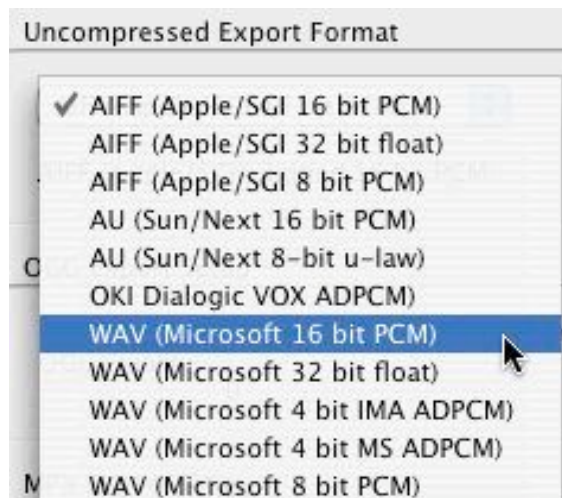 Uncompressed Export Format
✓ AIFF (Apple/SGI 16 bit PCM)
AIFF (Apple/SGI 32 bit float)
AIFF (Apple/SGI 8 bit PCM)
AU (Sun/Next 16 bit PCM)
AU (Sun/Next 8-bit u-law)
OKI Dialogic VOX ADPCM)
WAV (Microsoft 16 bit PCM)
WAV (Microsoft 32 bit float)
WAV (Microsoft 4 bit IMA ADPCM)
WAV (Microsoft 4 bit MS ADPCM)
WAV (Microsoft 8 bit PCM)